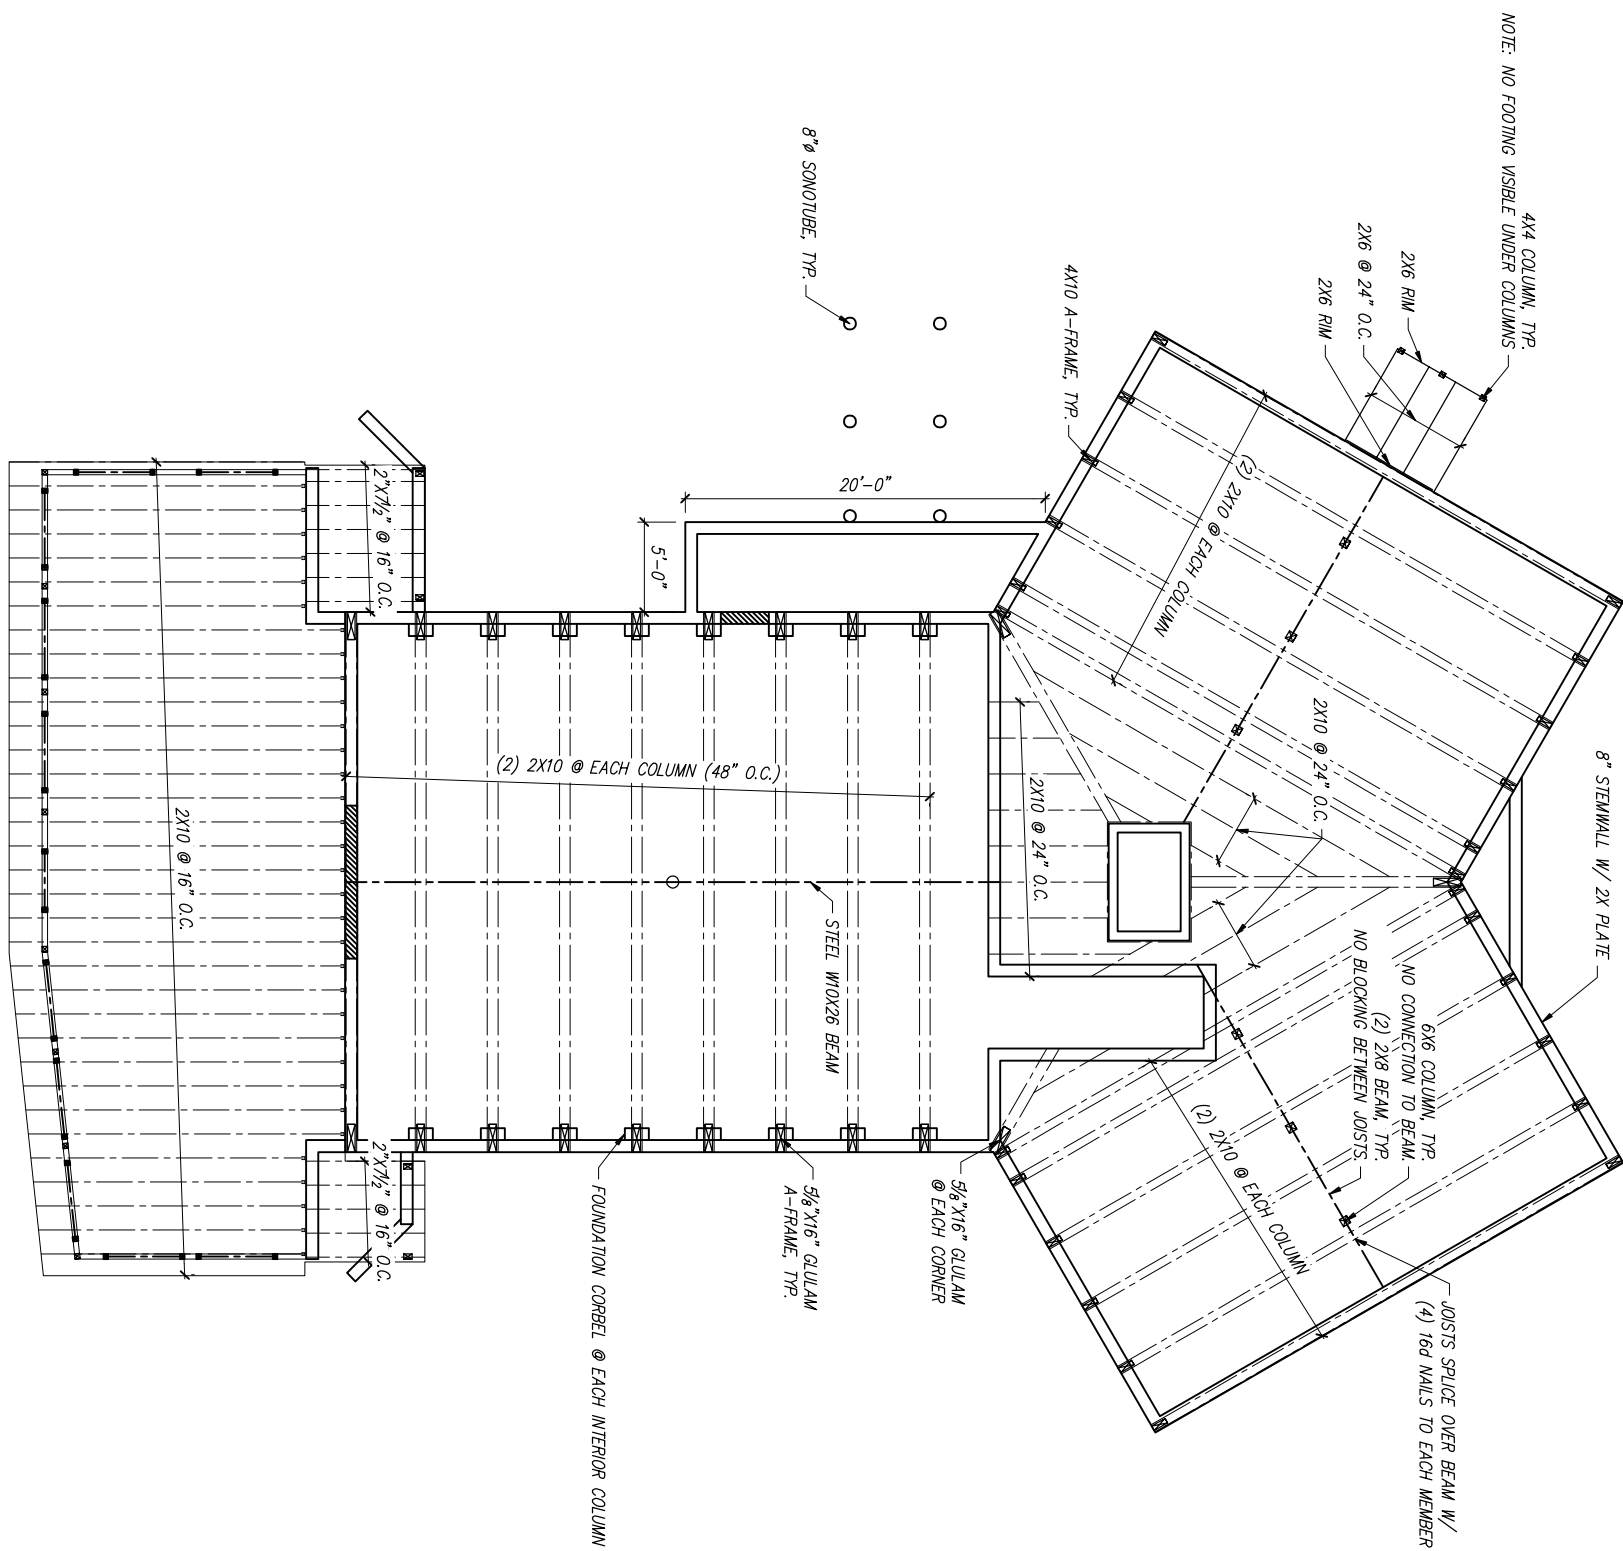 NOTE: NO FOOTING VISIBLE UNDER COLUMNS
4X4 COLUMN, TYP.
2X6 RIM
2X6 @ 24" O.C.
2X6 RIM
4X10 A-FRAME, TYP.
8"ø SONOTUBE, TYP.
(2) 2X10 @ EACH COLUMN
2X10 @ 24" O.C.
8" STEMWALL W/ 2X PLATE
20'-0"
5'-0"
2"X7½" @ 16" O.C.
(2) 2X10 @ EACH COLUMN (48" O.C.)
2X10 @ 24" O.C.
2X10 @ 16" O.C.
STEEL W10X26 BEAM
6X6 COLUMN, TYP.
NO CONNECTION TO BEAM.
(2) 2X8 BEAM, TYP.
NO BLOCKING BETWEEN JOISTS.
(2) 2X10 @ EACH COLUMN
2"X7½" @ 16" O.C.
FOUNDATION CORBEL @ EACH INTERIOR COLUMN
5⅛"X16" GLULAM
A-FRAME, TYP.
5⅛"X16" GLULAM
@ EACH CORNER
JOISTS SPLICE OVER BEAM W/
(4) 16d NAILS TO EACH MEMBER